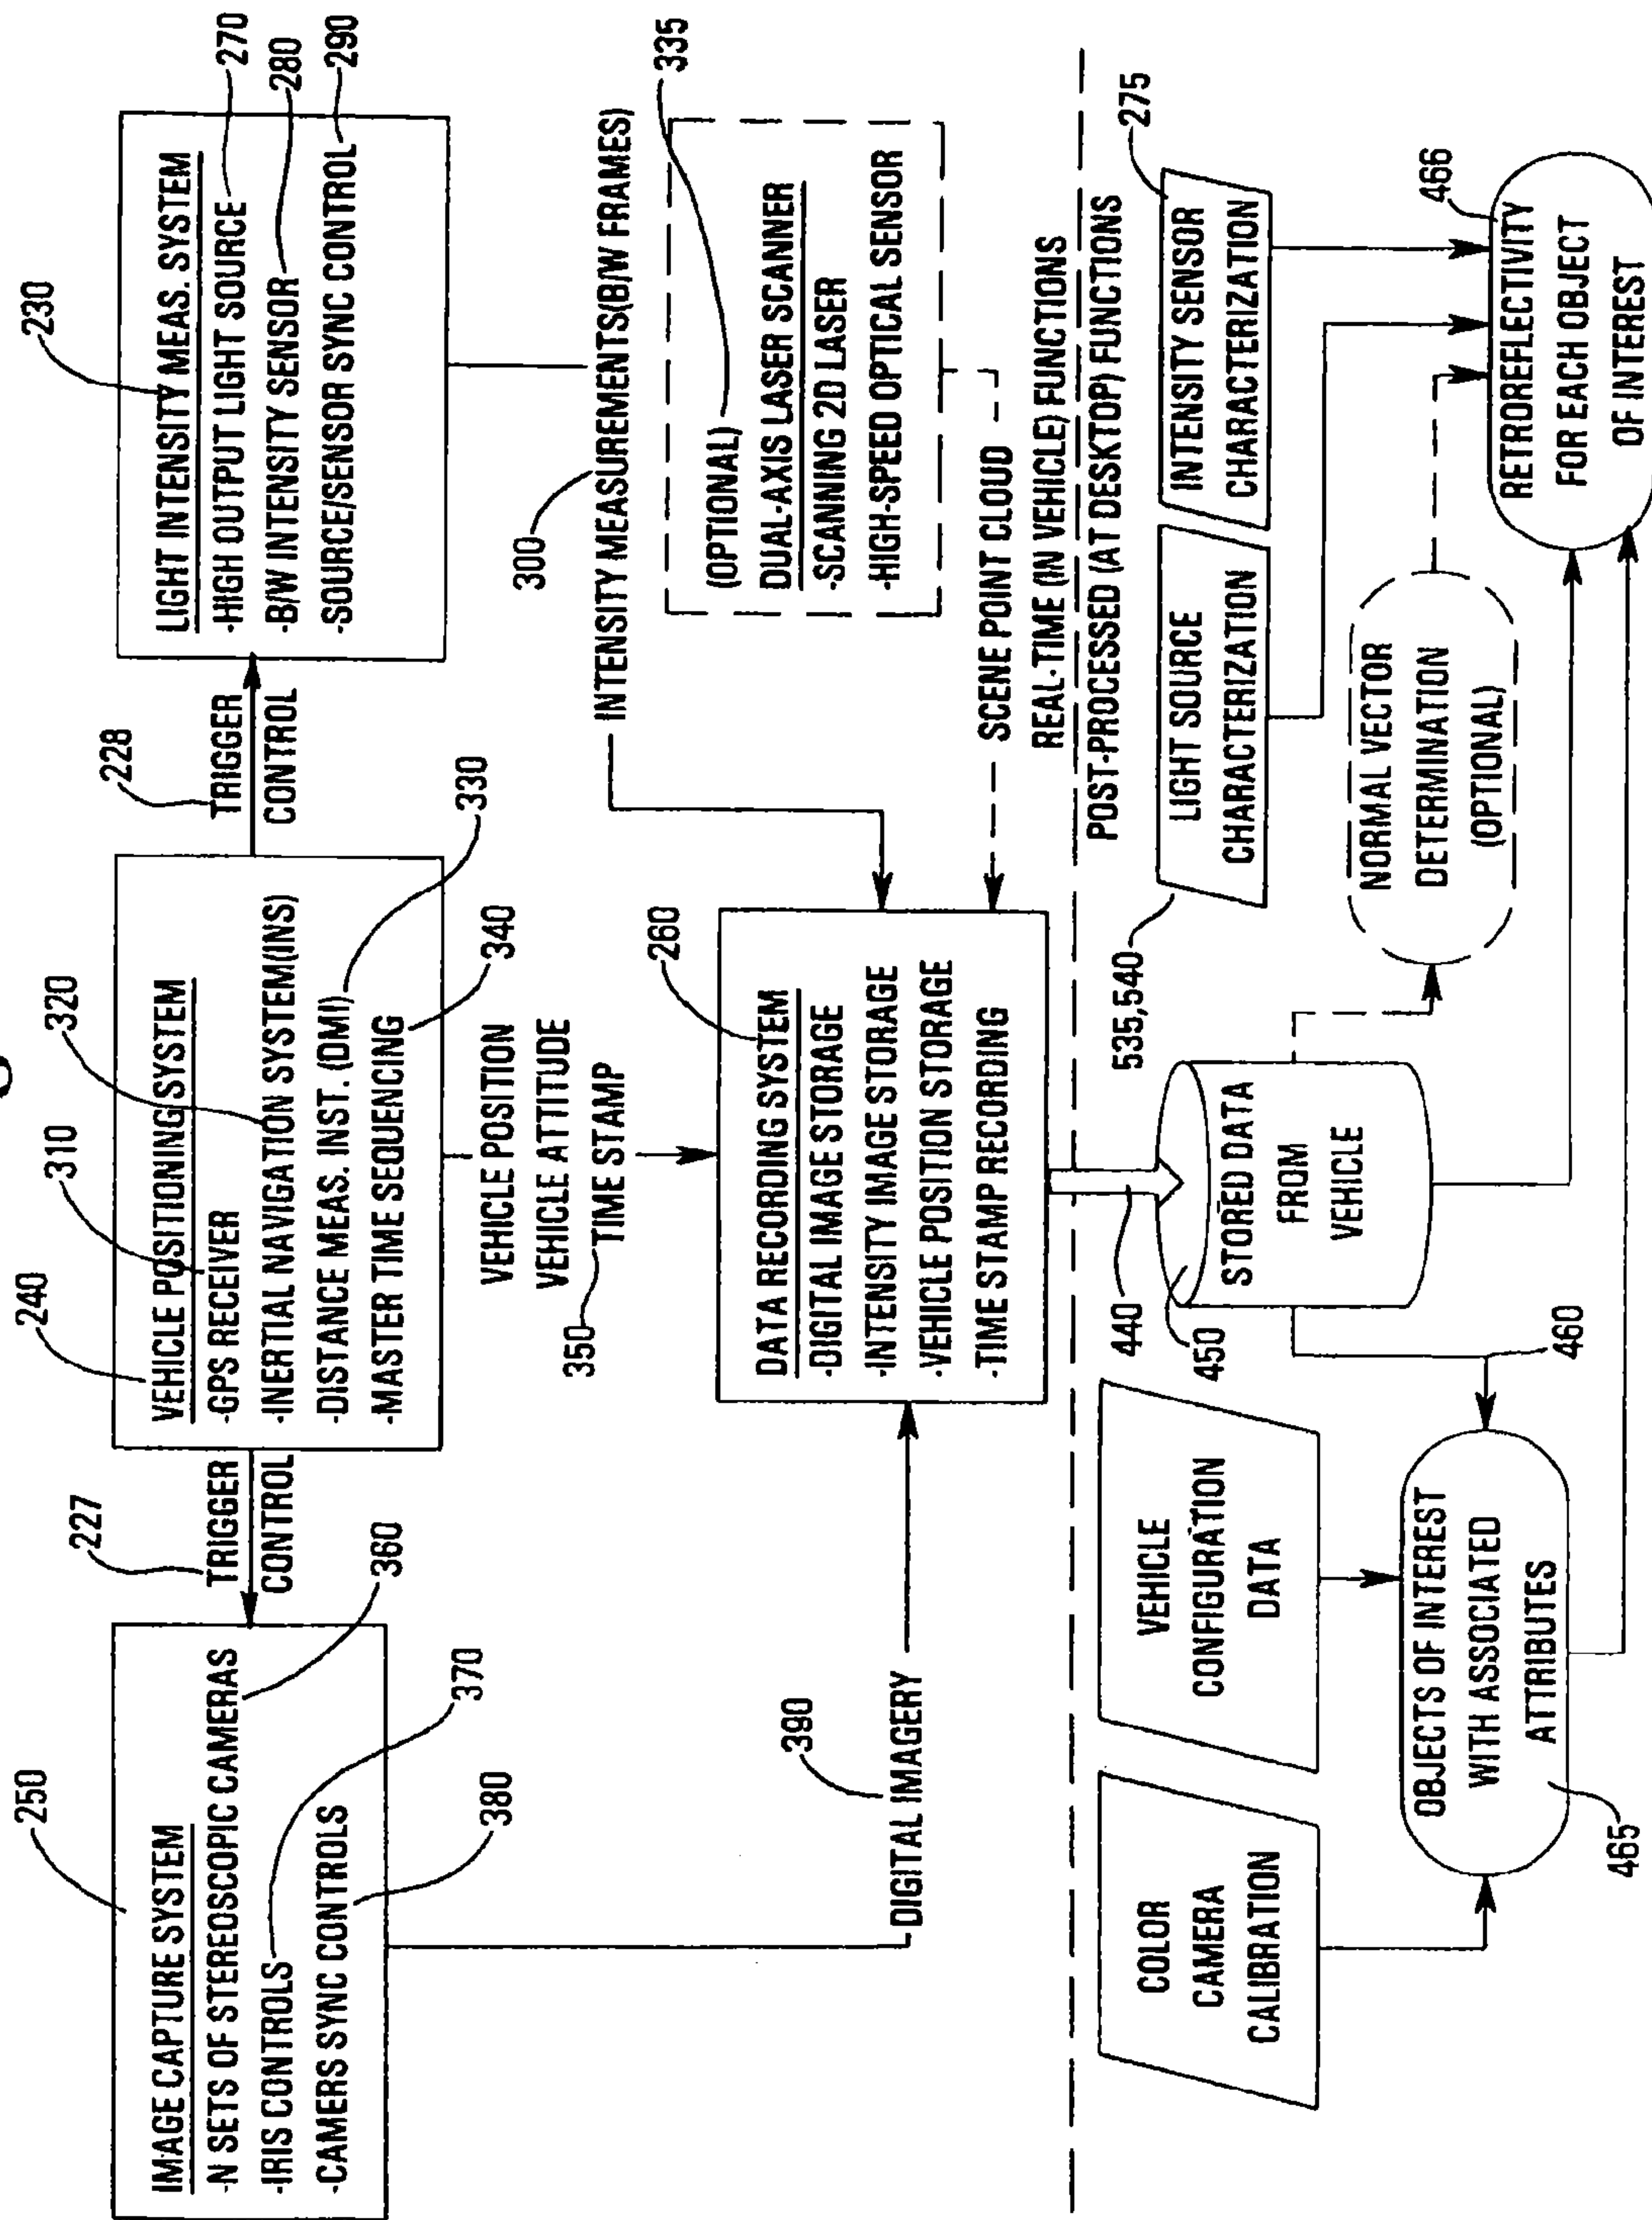 250
IMAGE CAPTURE SYSTEM
-N SETS OF STEREOSCOPIC CAMERAS
-IRIS CONTROLS
-CAMERS SYNC CONTROLS
360
370
380
227
TRIGGER
CONTROL
240
310
320
VEHICLE POSITIONING SYSTEM
-GPS RECEIVER
-INERTIAL NAVIGATION SYSTEM(INS)
-DISTANCE MEAS. INST. (DMI)
-MASTER TIME SEQUENCING
330
340
228
TRIGGER
CONTROL
230
LIGHT INTENSITY MEAS. SYSTEM
-HIGH OUTPUT LIGHT SOURCE
-B/W INTENSITY SENSOR
-SOURCE/SENSOR SYNC CONTROL
270
280
290
VEHICLE POSITION
VEHICLE ATTITUDE
350
TIME STAMP
300
INTENSITY MEASUREMENTS(B/W FRAMES)
335
(OPTIONAL)
DUAL-AXIS LASER SCANNER
-SCANNING 2D LASER
-HIGH-SPEED OPTICAL SENSOR
390
DIGITAL IMAGERY
260
DATA RECORDING SYSTEM
-DIGITAL IMAGE STORAGE
-INTENSITY IMAGE STORAGE
-VEHICLE POSITION STORAGE
-TIME STAMP RECORDING
SCENE POINT CLOUD
REAL-TIME (IN VEHICLE) FUNCTIONS
POST-PROCESSED (AT DESKTOP) FUNCTIONS
COLOR
CAMERA
CALIBRATION
VEHICLE
CONFIGURATION
DATA
440
450
STORED DATA
FROM
VEHICLE
535,540
LIGHT SOURCE
CHARACTERIZATION
275
INTENSITY SENSOR
CHARACTERIZATION
NORMAL VECTOR
DETERMINATION
(OPTIONAL)
460
OBJECTS OF INTEREST
WITH ASSOCIATED
ATTRIBUTES
465
466
RETROREFLECTIVITY
FOR EACH OBJECT
OF INTEREST